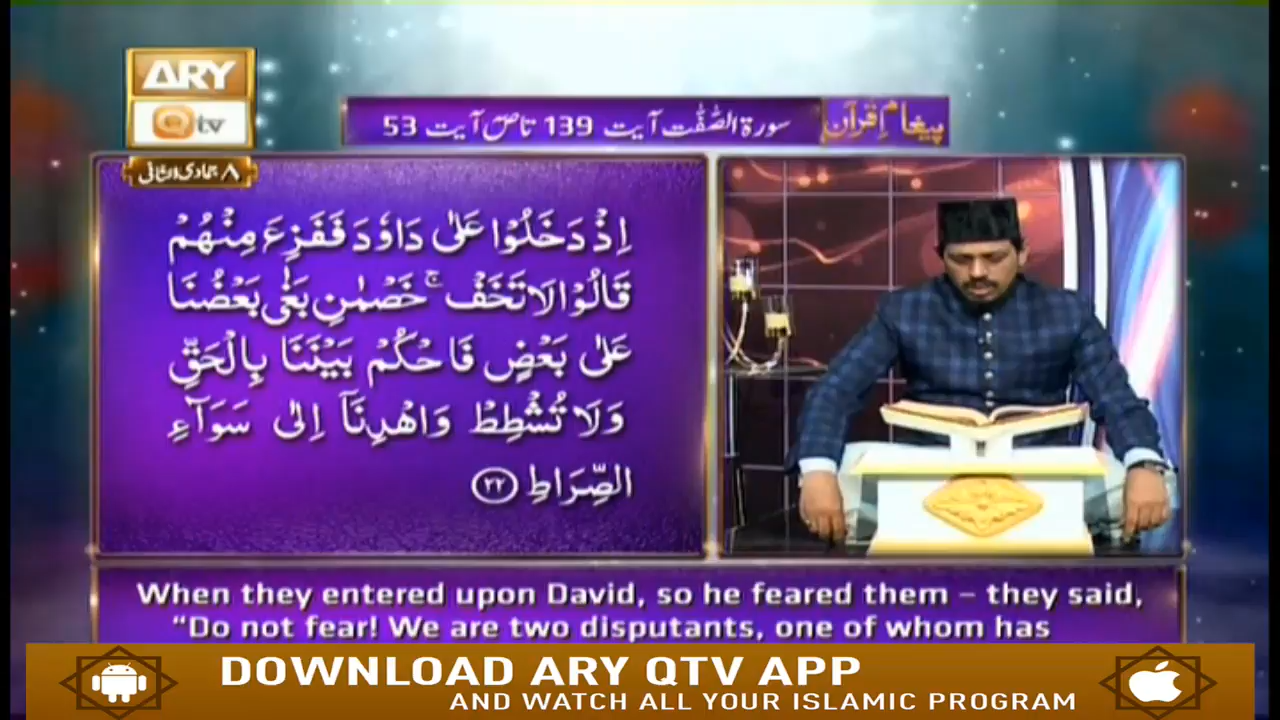 ARY
Qtv
پیغامِ قرآن
سورۃ الصّٰفّٰت آیت 139 تا صٓ آیت 53
۸ جمادی الثانی
اِذْ دَخَلُوْا عَلٰى دَاوٗدَ فَفَزِعَ مِنْهُمْ
قَالُوْا لَا تَخَفْ ۚ خَصْمٰنِ بَغٰى بَعْضُنَا
عَلٰى بَعْضٍ فَاحْكُمْ بَيْنَنَا بِالْحَقِّ
وَلَا تُشْطِطْ وَاهْدِنَاۤ اِلٰى سَوَآءِ
الصِّرَاطِ ﴿۲۲﴾
When they entered upon David, so he feared them – they said,
“Do not fear! We are two disputants, one of whom has
DOWNLOAD ARY QTV APP
AND WATCH ALL YOUR ISLAMIC PROGRAM